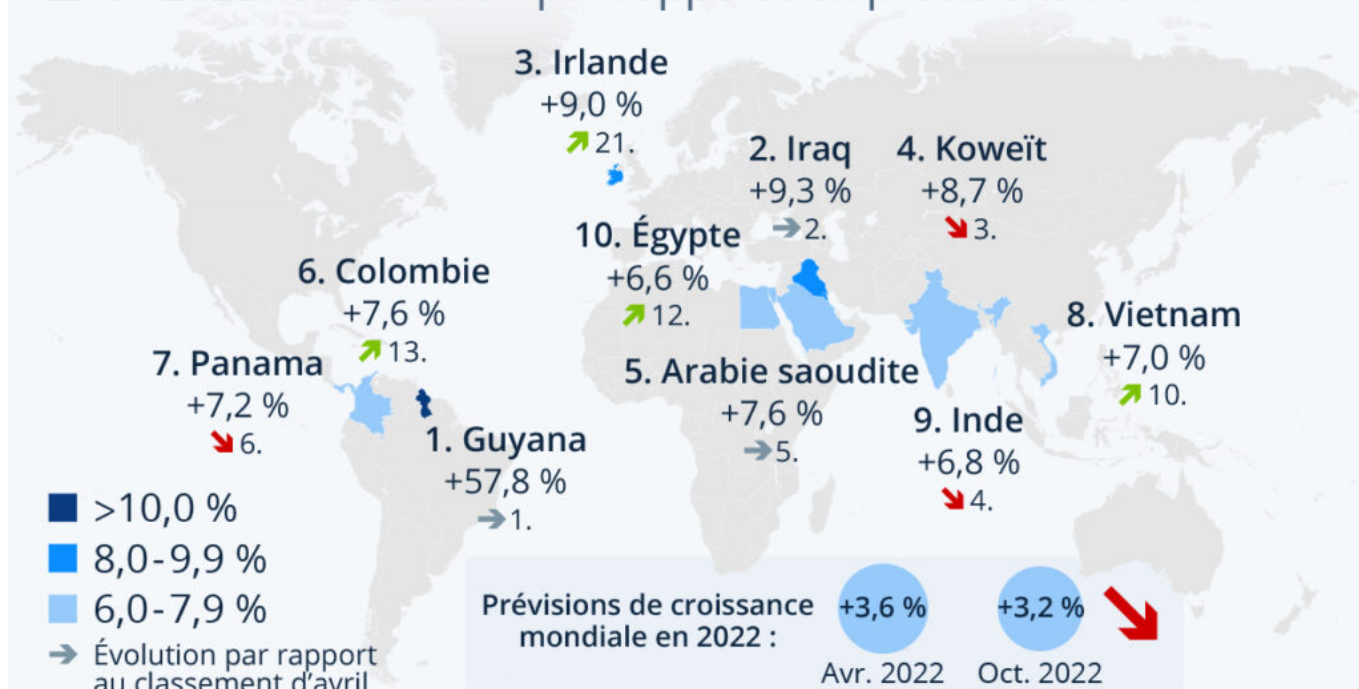 3. Irlande
+9,0 %
21.
2. Iraq
+9,3 %
2.
4. Koweït
+8,7 %
3.
10. Égypte
+6,6 %
12.
6. Colombie
+7,6 %
13.
8. Vietnam
+7,0 %
10.
7. Panama
+7,2 %
6.
5. Arabie saoudite
+7,6 %
5.
9. Inde
+6,8 %
4.
1. Guyana
+57,8 %
1.
>10,0 %
8,0-9,9 %
6,0-7,9 %
Évolution par rapport
au classement d'avril
Prévisions de croissance
mondiale en 2022 :
+3,6 %
Avr. 2022
+3,2 %
Oct. 2022